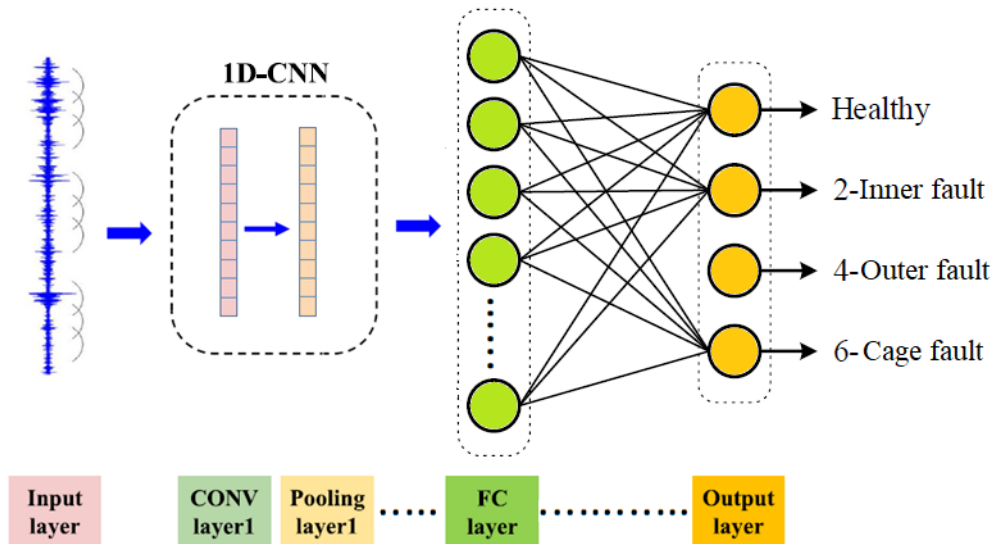 1D-CNN
Healthy
2-Inner fault
4-Outer fault
6- Cage fault
Input
layer
CONV
layer1
Pooling
layer1
FC
layer
Output
layer